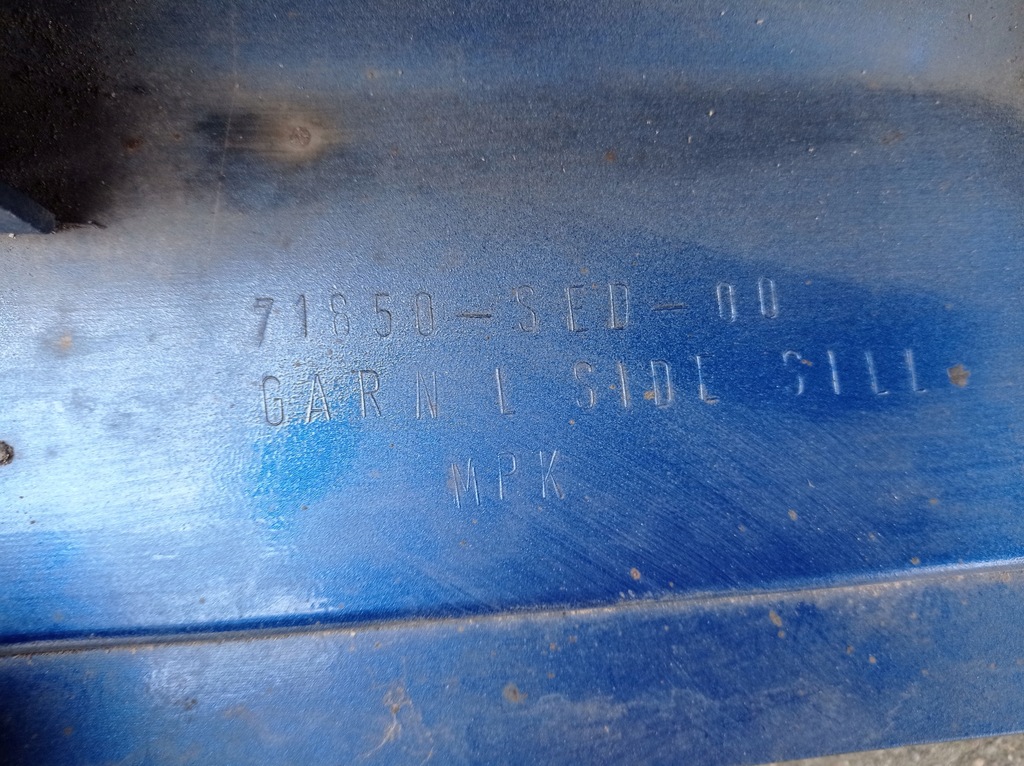 71850-SED-00
GARN L SIDE SILL
MPK